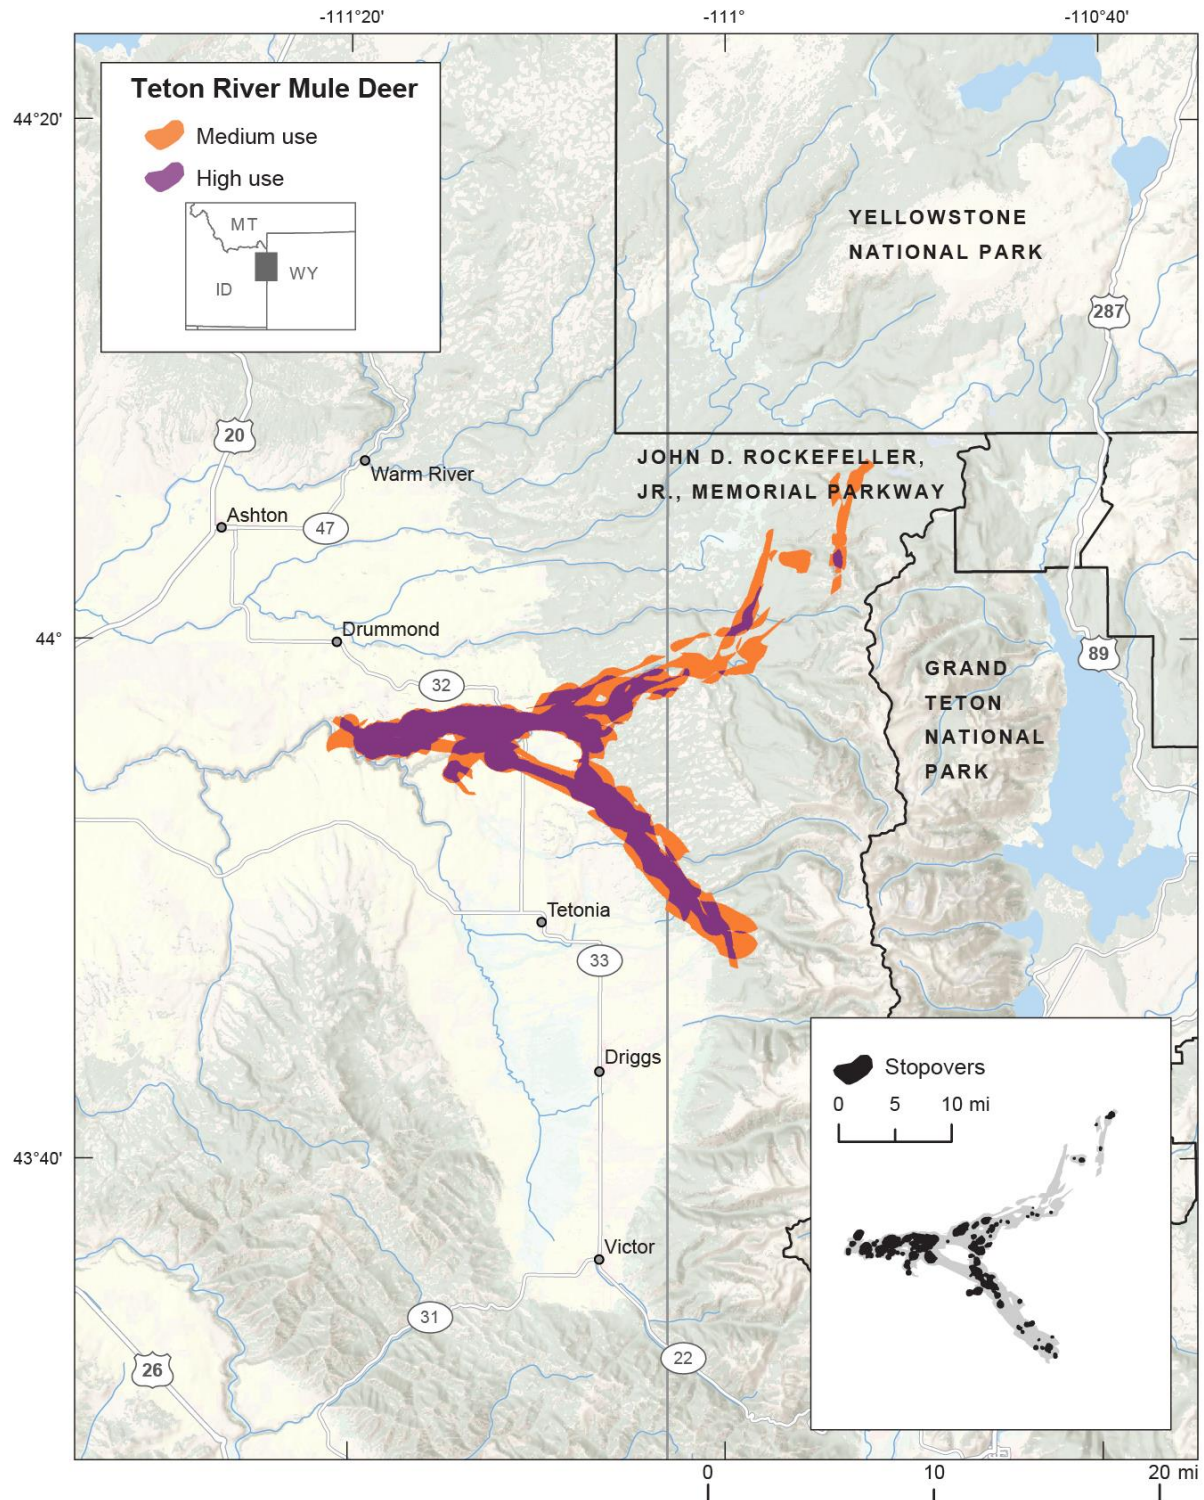 -111°20'
-111°
-110°40'
44°20'
44°
43°40'
Teton River Mule Deer
Medium use
High use
MT
ID
WY
YELLOWSTONE
NATIONAL PARK
287
20
Warm River
JOHN D. ROCKEFELLER,
JR., MEMORIAL PARKWAY
Ashton
47
Drummond
32
89
GRAND
TETON
NATIONAL
PARK
Tetonia
33
Driggs
Victor
31
22
26
Stopovers
0 5 10 mi
0 10 20 mi